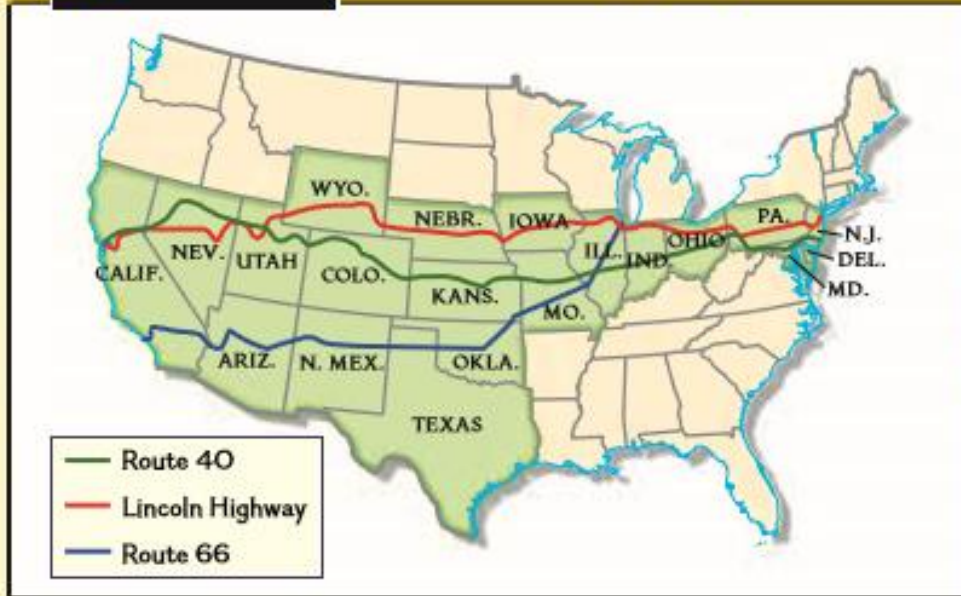 WYO.
NEBR.
IOWA
PA.
N.J.
DEL.
MD.
OHIO
IND.
ILL.
NEV.
UTAH
CALIF.
COLO.
KANS.
MO.
ARIZ.
N. MEX.
OKLA.
TEXAS
Route 40
Lincoln Highway
Route 66